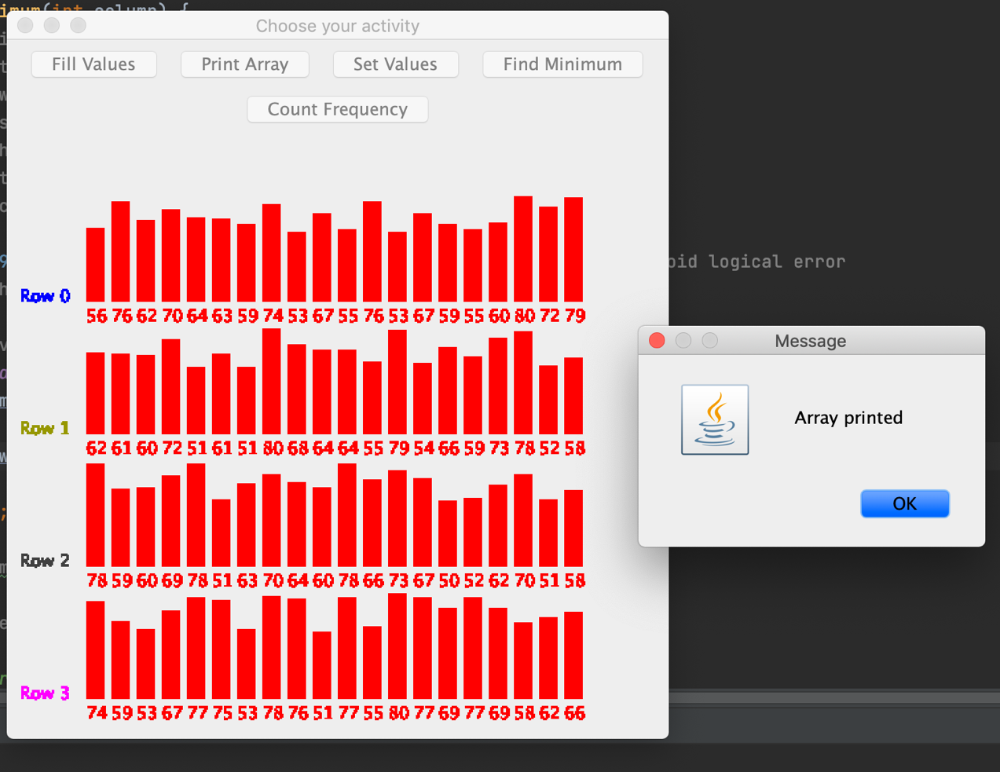 imum(int column) {
Choose your activity
Fill Values Print Array Set Values Find Minimum
Count Frequency
oid logical error
Row 0
56 76 62 70 64 63 59 74 53 67 55 76 53 67 59 55 60 80 72 79
Row 1
62 61 60 72 51 61 51 80 68 64 64 55 79 54 66 59 73 78 52 58
Row 2
78 59 60 69 78 51 63 70 64 60 78 66 73 67 50 52 62 70 51 58
Row 3
74 59 53 67 77 75 53 78 76 51 77 55 80 77 69 77 69 58 62 66
Message
Array printed
OK